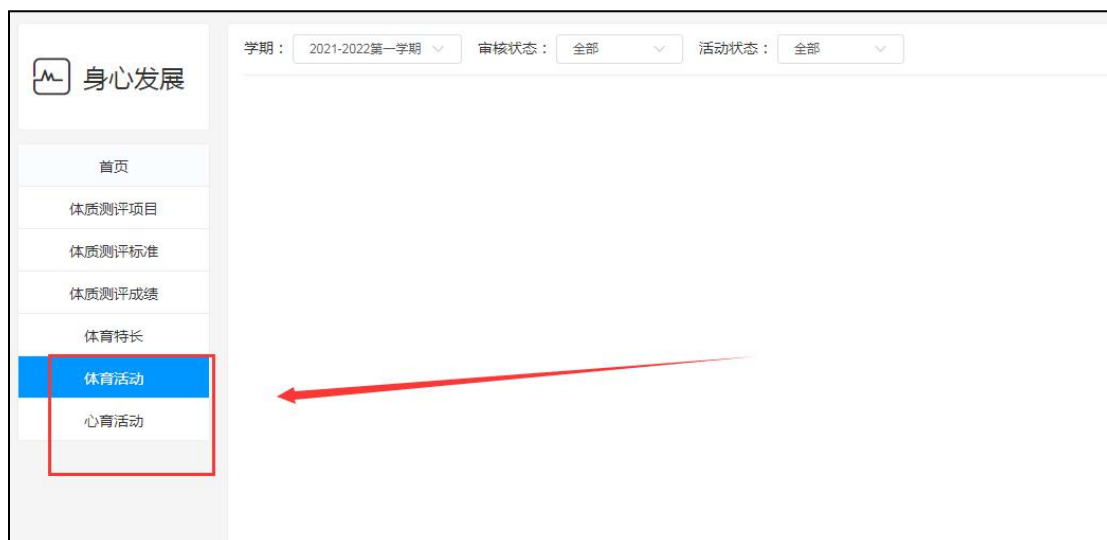 学期： 2021-2022第一学期 审核状态： 全部 活动状态： 全部
身心发展
首页
体质测评项目
体质测评标准
体质测评成绩
体育特长
体育活动
心育活动